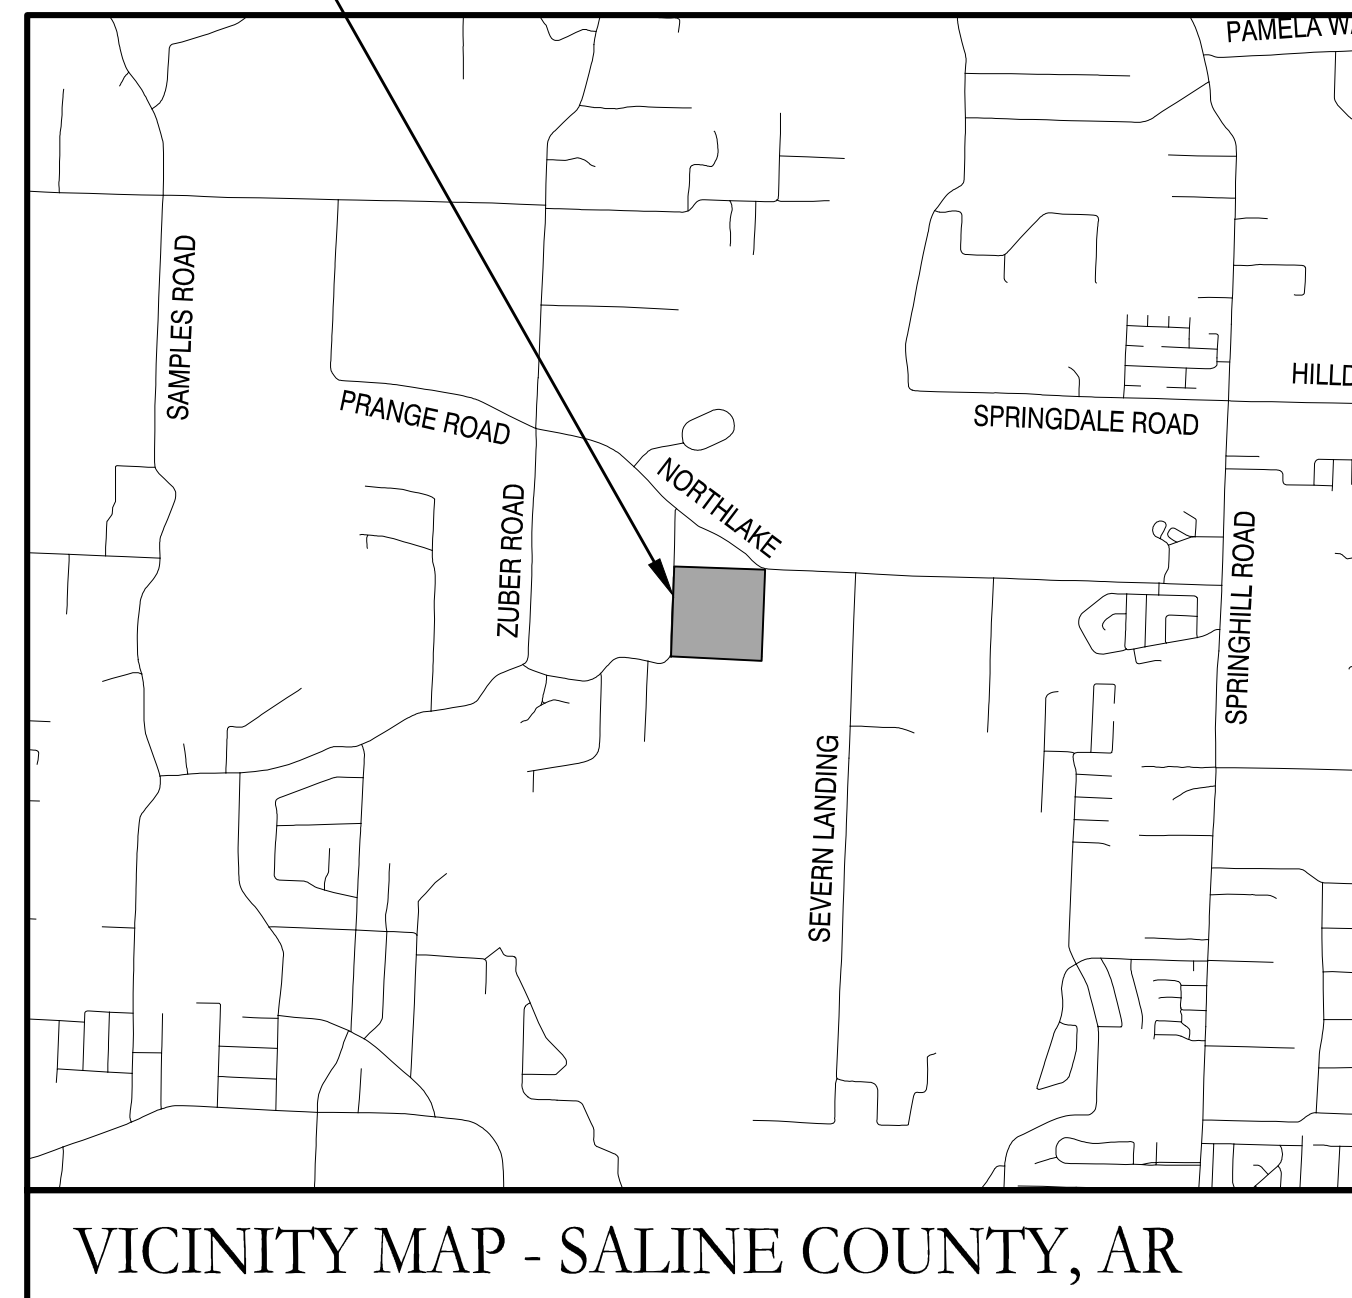 PAMELA
SAMPLES ROAD
PRANGE ROAD
HILLD
SPRINGDALE ROAD
NORTHLAKE
ZUBER ROAD
SPRINGHILL ROAD
SEVERN LANDING
VICINITY MAP - SALINE COUNTY, AR